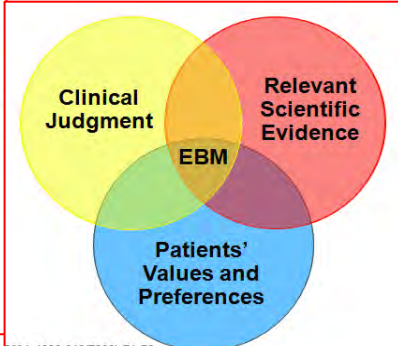 Clinical
Judgment
Relevant
Scientific
Evidence
EBM
Patients'
Values and
Preferences